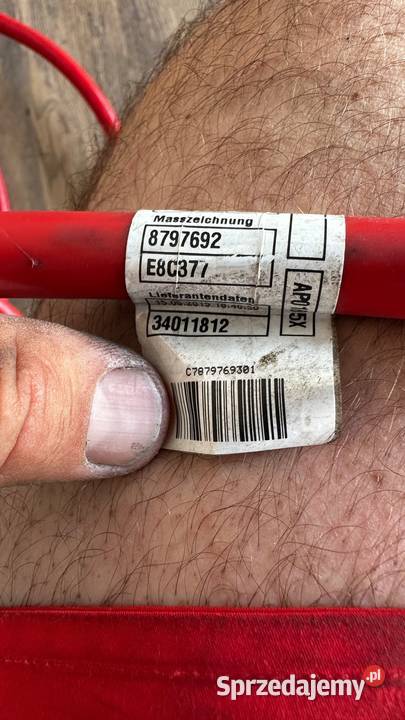 Masszeichnung
8797692
E8C377
Lieferantendaten
34011812
AP015X
C7879769301
Sprzedajemy.pl